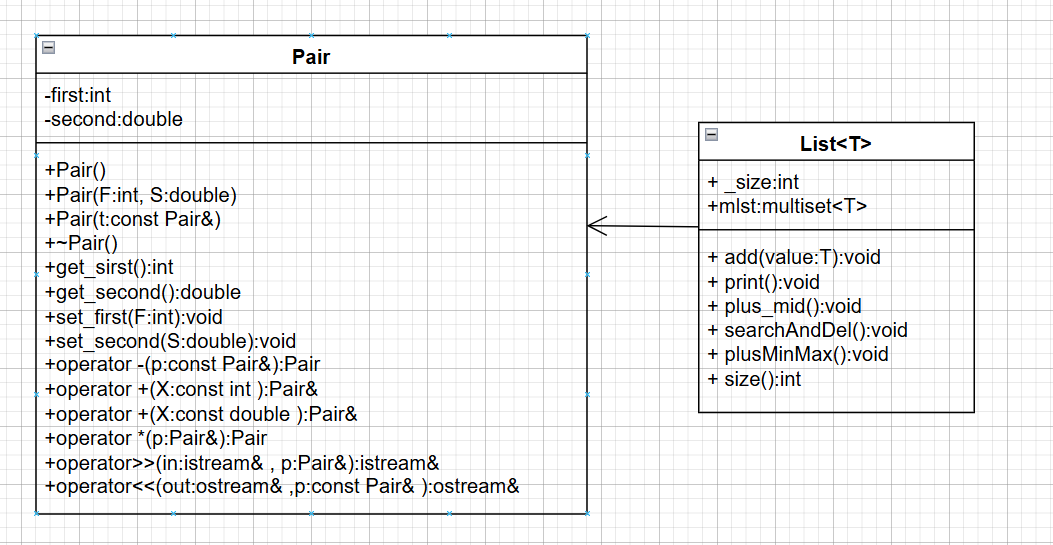 Pair
-first:int
-second:double
+Pair()
+Pair(F:int, S:double)
+Pair(t:const Pair&)
+~Pair()
+get_sirst():int
+get_second():double
+set_first(F:int):void
+set_second(S:double):void
+operator -(p:const Pair&):Pair
+operator +(X:const int ):Pair&
+operator +(X:const double ):Pair&
+operator *(p:Pair&):Pair
+operator>>(in:istream& , p:Pair&):istream&
+operator<<(out:ostream& ,p:const Pair& ):ostream&
List<T>
+ _size:int
+mlst:multiset<T>
+ add(value:T):void
+ print():void
+ plus_mid():void
+ searchAndDel():void
+ plusMinMax():void
+ size():int